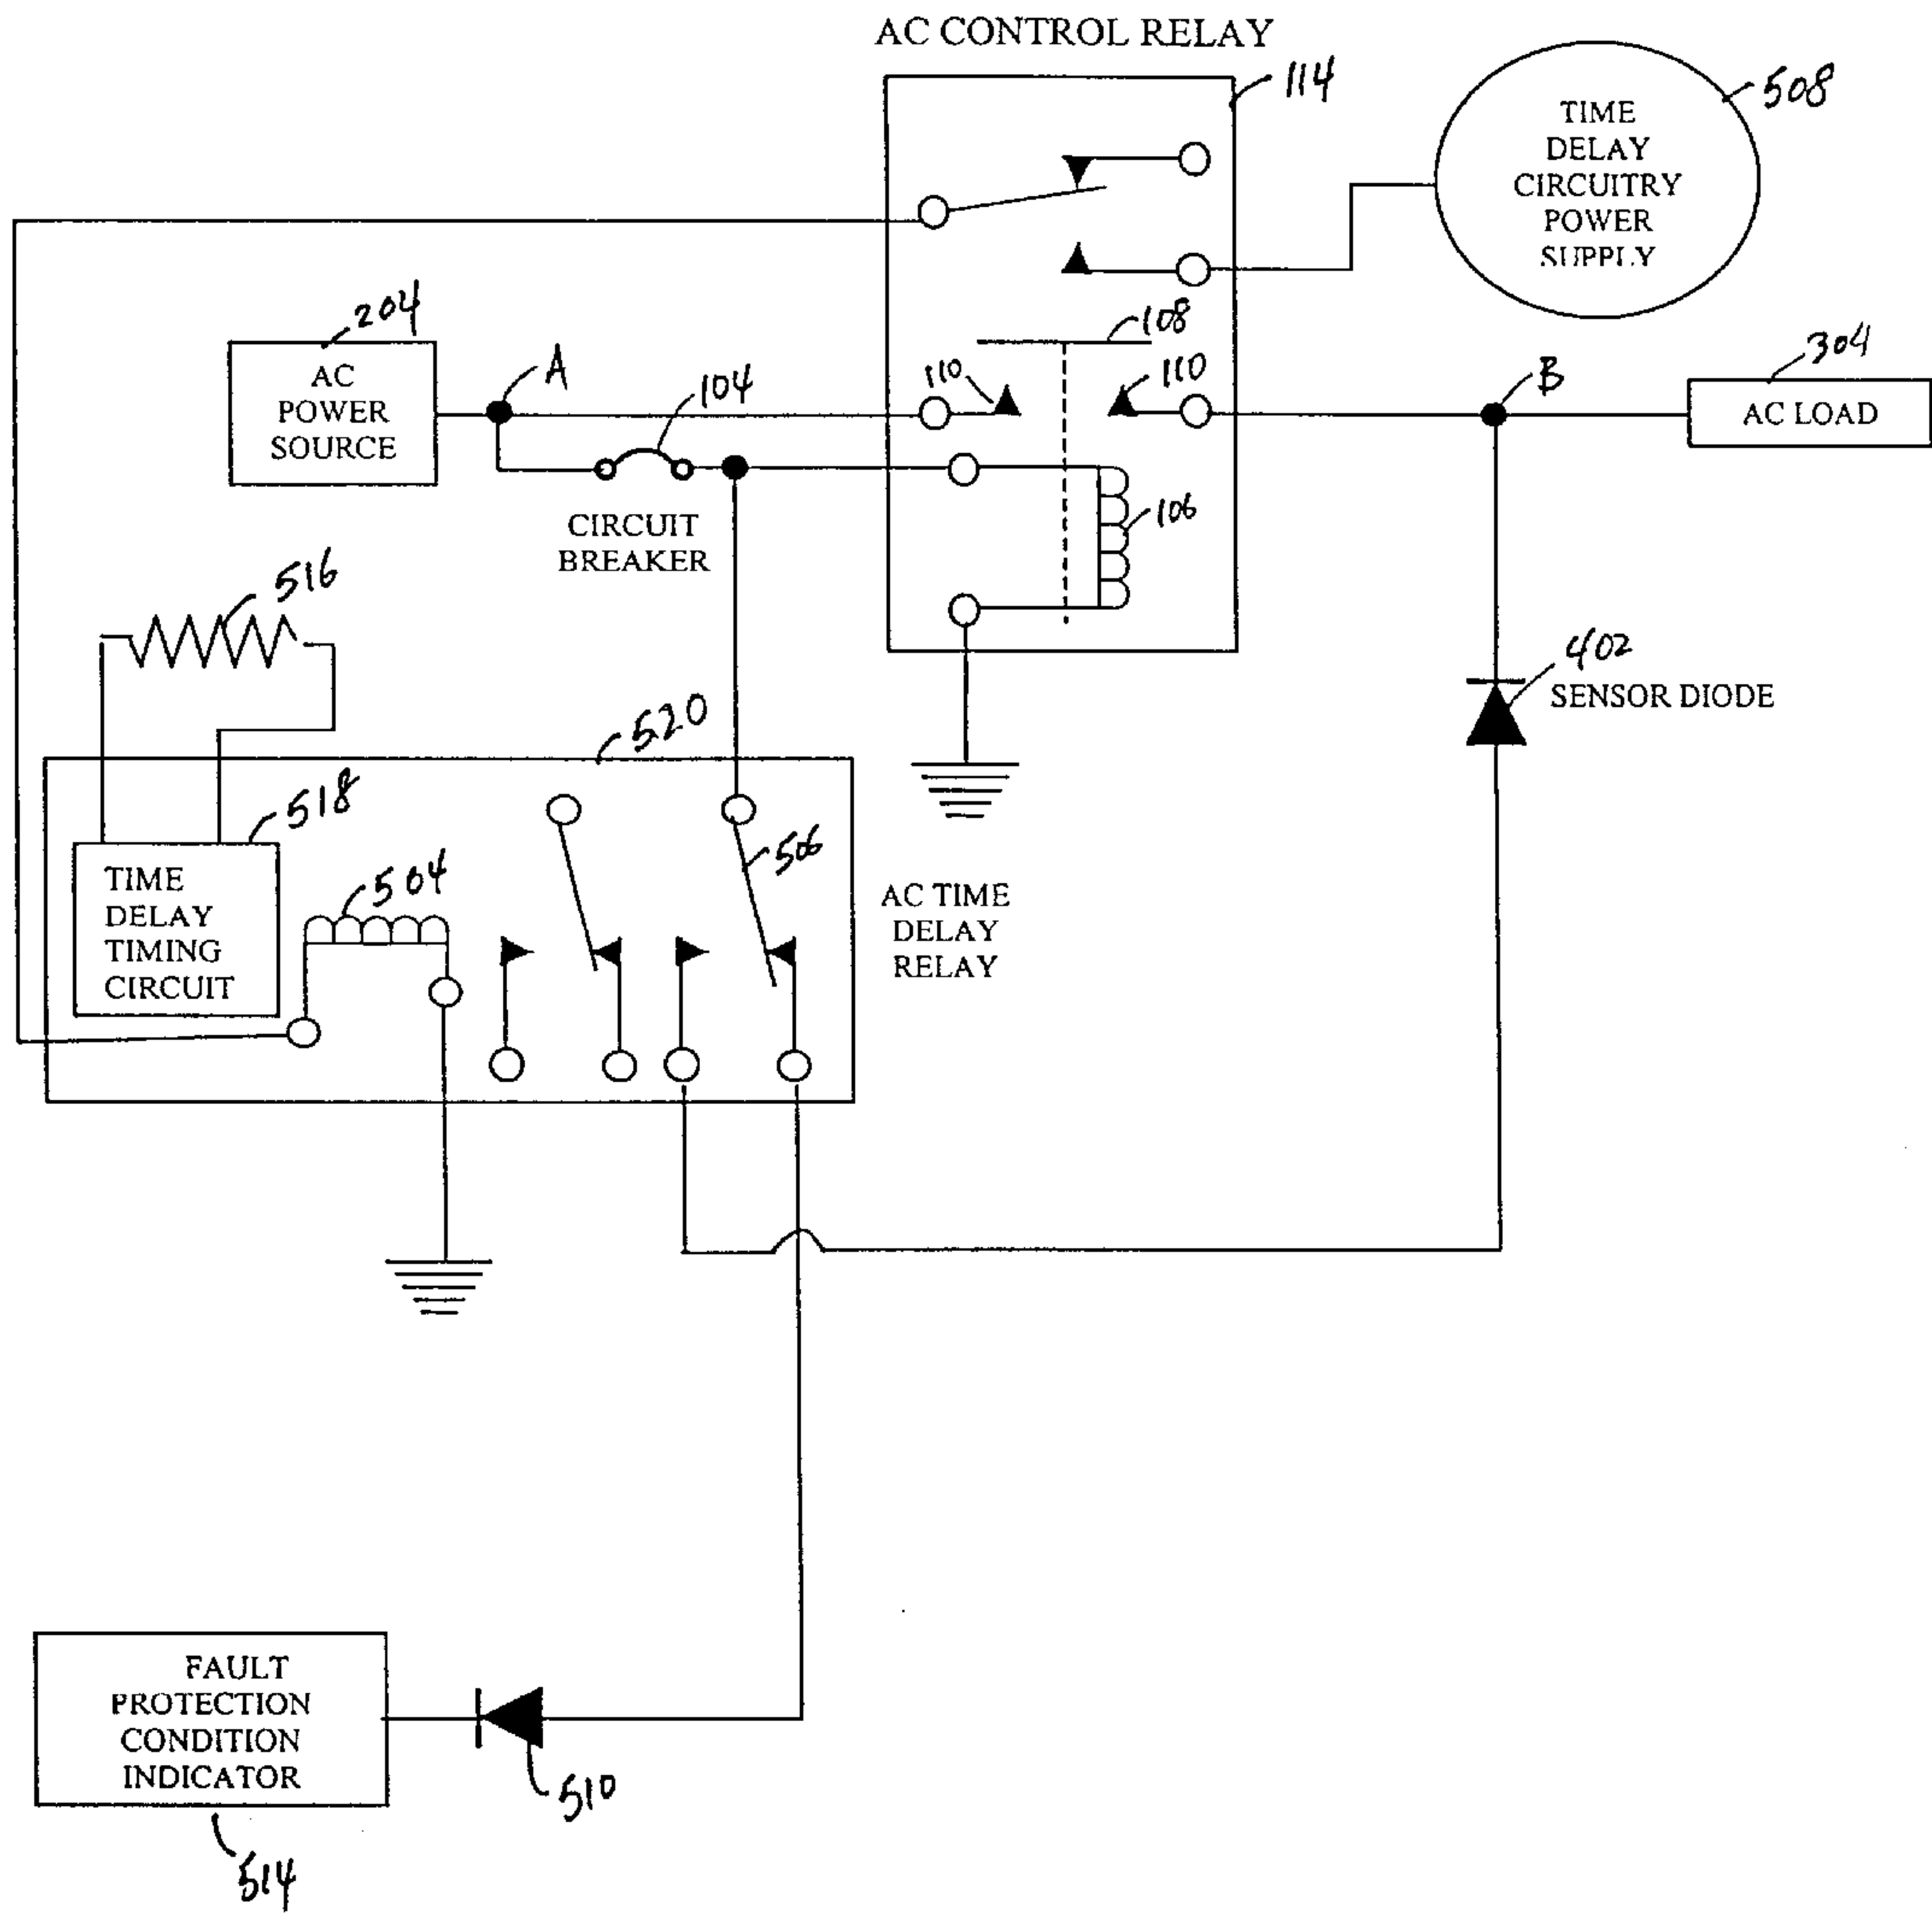 AC CONTROL RELAY
114
508
TIME
DELAY
CIRCUITRY
POWER
SUPPLY
204
AC
POWER
SOURCE
A
104
108
110
110
B
304
AC LOAD
CIRCUIT
BREAKER
106
516
402
SENSOR DIODE
520
518
TIME
DELAY
TIMING
CIRCUIT
504
506
AC TIME
DELAY
RELAY
FAULT
PROTECTION
CONDITION
INDICATOR
510
514